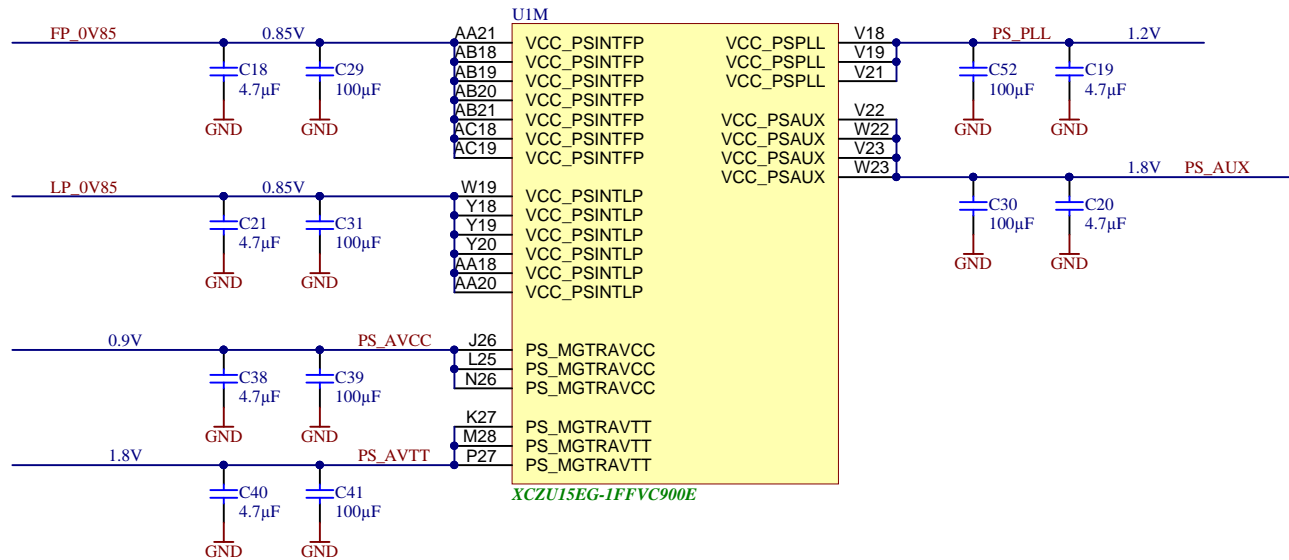 U1M
FP_0V85 0.85V AA21 VCC_PSINTFP VCC_PSPLL V18 PS_PLL 1.2V
AB18 VCC_PSINTFP VCC_PSPLL V19
C18 C29 AB19 VCC_PSINTFP VCC_PSPLL V21 C52 C19
4.7µF 100µF AB20 VCC_PSINTFP 100µF 4.7µF
AB21 VCC_PSINTFP VCC_PSAUX V22
GND GND AC18 VCC_PSINTFP VCC_PSAUX W22 GND GND
AC19 VCC_PSINTFP VCC_PSAUX V23
VCC_PSAUX W23 1.8V PS_AUX
LP_0V85 0.85V W19 VCC_PSINTLP
Y18 VCC_PSINTLP C30 C20
C21 C31 Y19 VCC_PSINTLP 100µF 4.7µF
4.7µF 100µF Y20 VCC_PSINTLP GND GND
AA18 VCC_PSINTLP
GND GND AA20 VCC_PSINTLP
0.9V PS_AVCC J26 PS_MGTRAVCC
L25 PS_MGTRAVCC
C38 C39 N26 PS_MGTRAVCC
4.7µF 100µF
K27 PS_MGTRAVTT
GND GND M28 PS_MGTRAVTT
1.8V PS_AVTT P27 PS_MGTRAVTT
C40 C41 XCZU15EG-1FFVC900E
4.7µF 100µF
GND GND